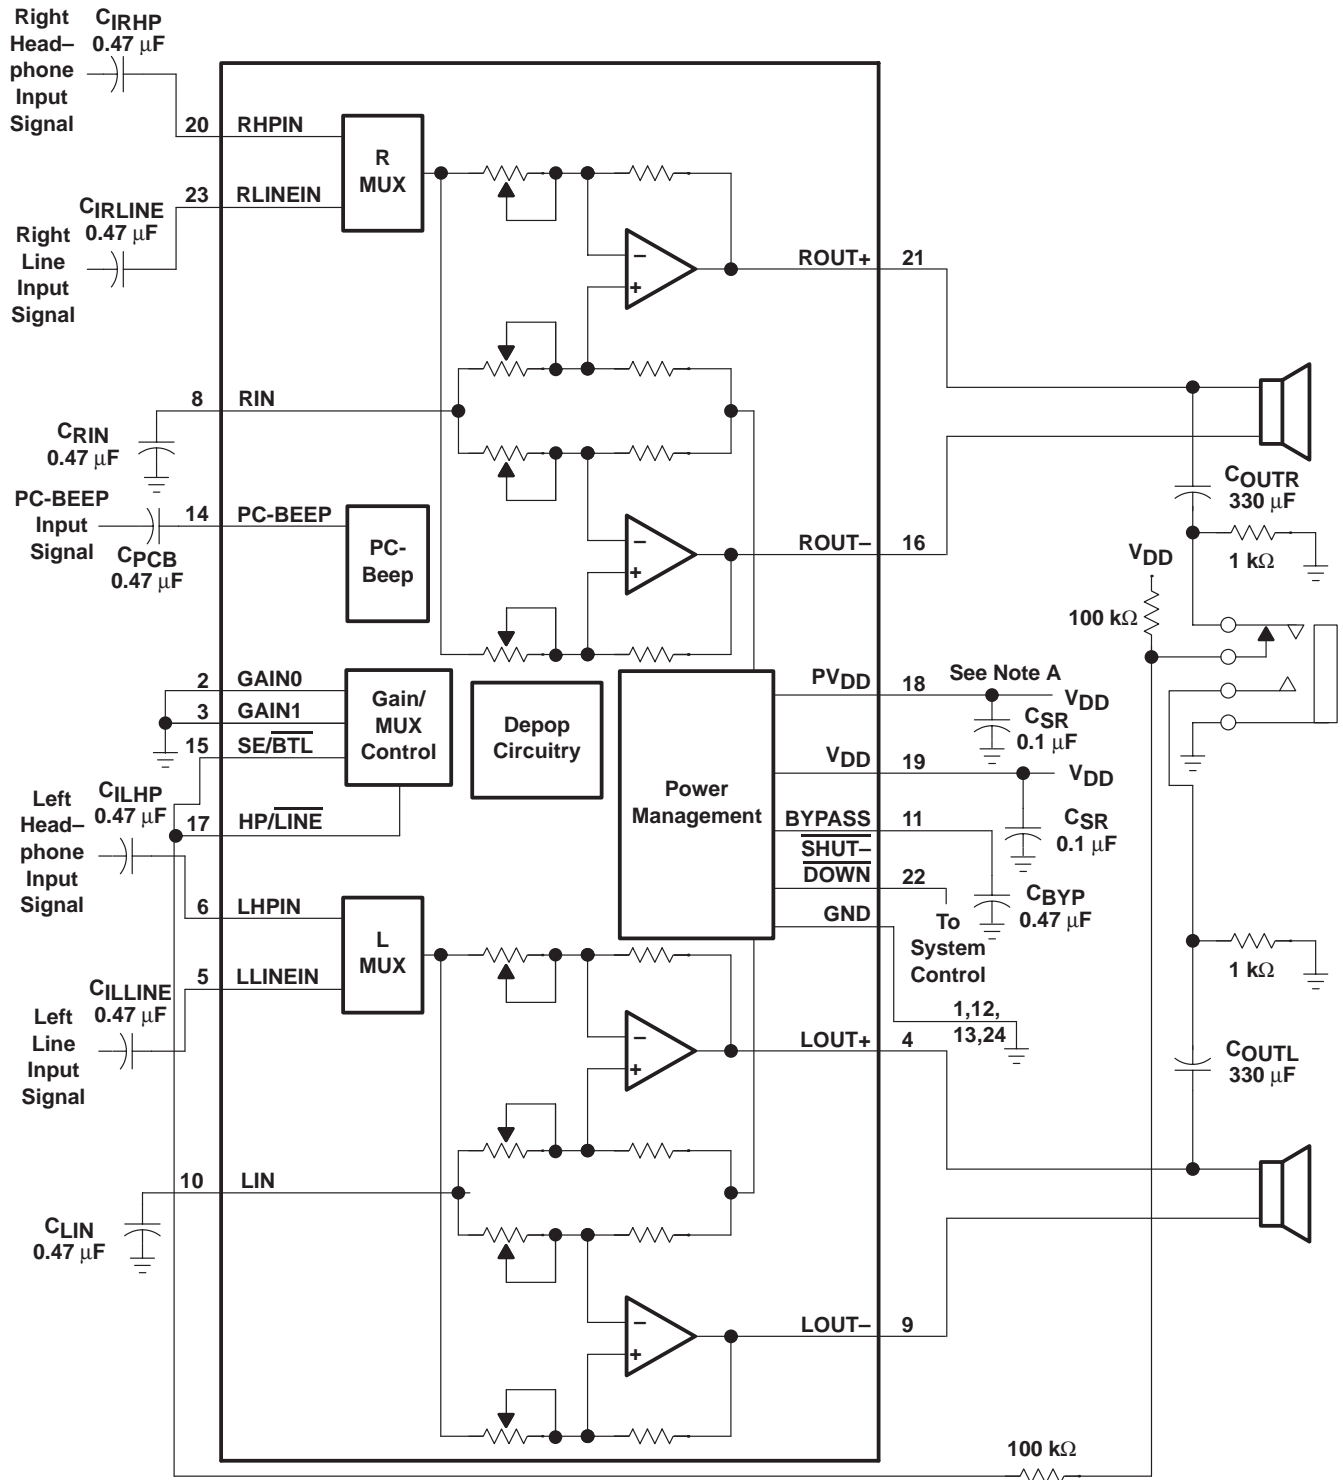 Right
Head–
phone
Input
Signal
CIRHP
0.47 μF
20
RHPIN
R
MUX
23
RLINEIN
CIRLINE
0.47 μF
Right
Line
Input
Signal
–
+
ROUT+
21
8
RIN
CRIN
0.47 μF
COUTR
330 μF
PC-BEEP
Input
Signal
14
PC-BEEP
CPCB
0.47 μF
PC-
Beep
–
+
ROUT–
16
VDD
1 kΩ
100 kΩ
2
GAIN0
3
GAIN1
15
SE/BTL
Gain/
MUX
Control
Depop
Circuitry
Power
Management
PVDD
18
See Note A
VDD
CSR
0.1 μF
VDD
19
VDD
CSR
0.1 μF
Left
Head–
phone
Input
Signal
CILHP
0.47 μF
17
HP/LINE
BYPASS
11
SHUT–
DOWN
22
CBYP
0.47 μF
6
LHPIN
GND
To
System
Control
L
MUX
1 kΩ
5
LLINEIN
CILLINE
0.47 μF
Left
Line
Input
Signal
1,12,
13,24
–
+
LOUT+
4
COUTL
330 μF
10
LIN
CLIN
0.47 μF
–
+
LOUT–
9
100 kΩ